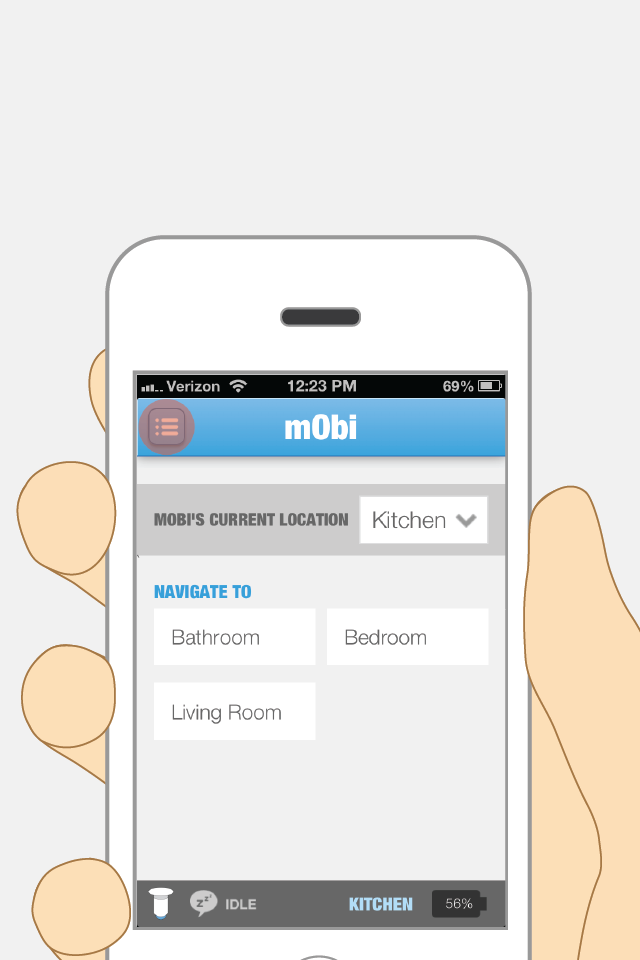 Verizon 12:23 PM 69%
m0bi
MOBI'S CURRENT LOCATION Kitchen
NAVIGATE TO
Bathroom Bedroom
Living Room
zzz IDLE KITCHEN 56%